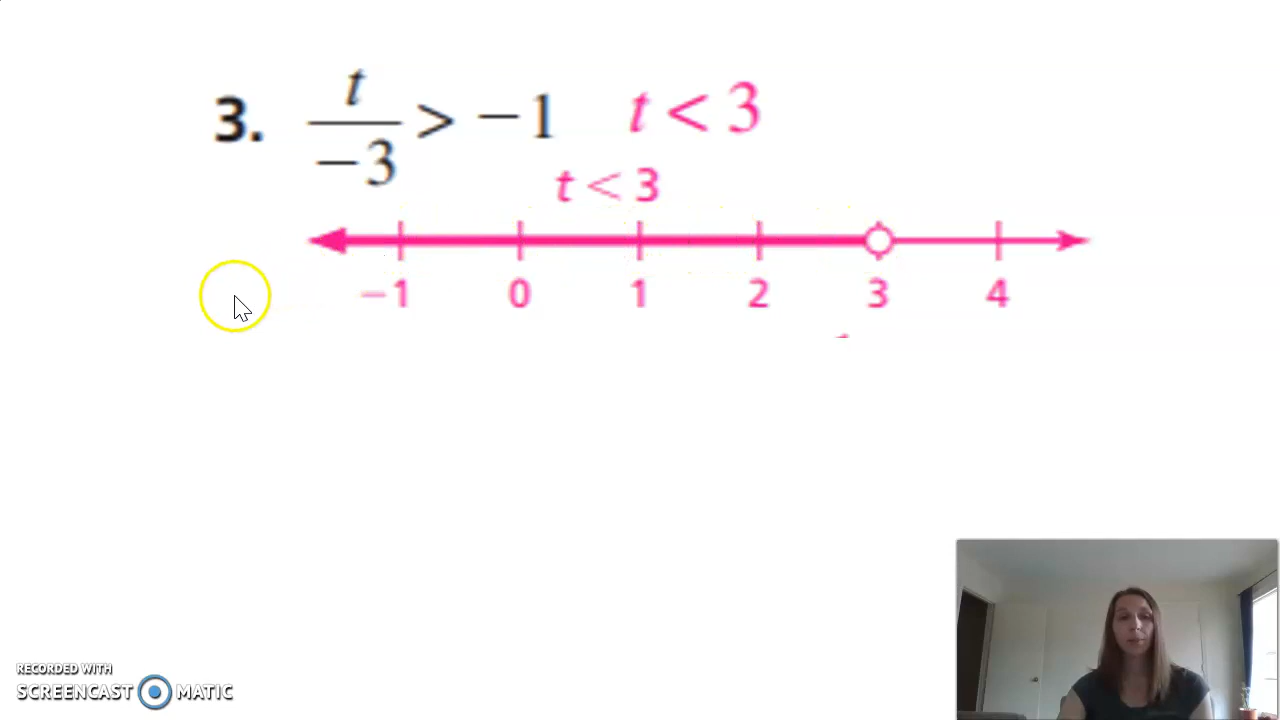 3. t/-3 > -1 t < 3
t < 3
-1 0 1 2 3 4
RECORDED WITH
SCREENCAST MATIC